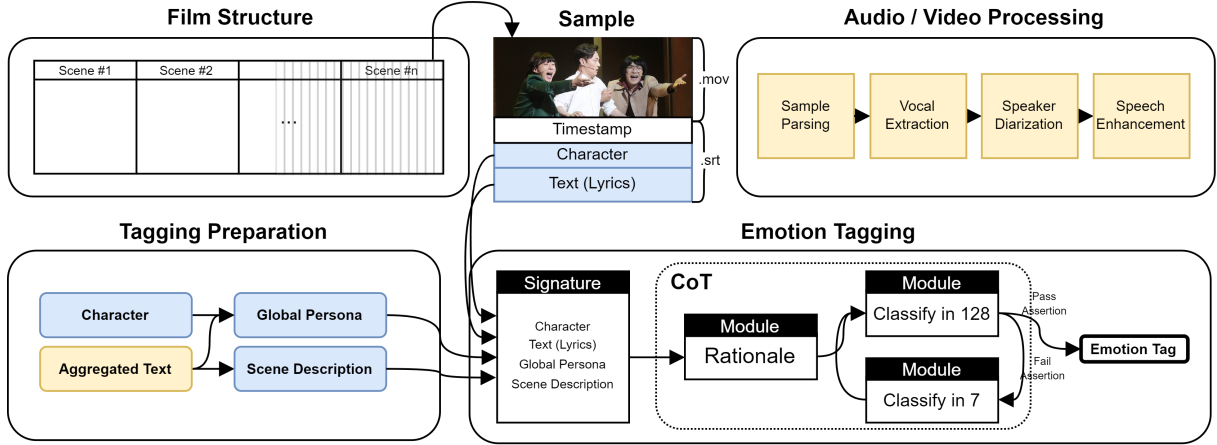 Film Structure
Scene #1
Scene #2
...
Scene #n
Sample
.mov
Timestamp
Character
Text (Lyrics)
.srt
Audio / Video Processing
Sample
Parsing
Vocal
Extraction
Speaker
Diarization
Speech
Enhancement
Tagging Preparation
Character
Global Persona
Aggregated Text
Scene Description
Emotion Tagging
Signature
Character
Text (Lyrics)
Global Persona
Scene Description
CoT
Module
Rationale
Module
Classify in 128
Module
Classify in 7
Pass
Assertion
Fail
Assertion
Emotion Tag